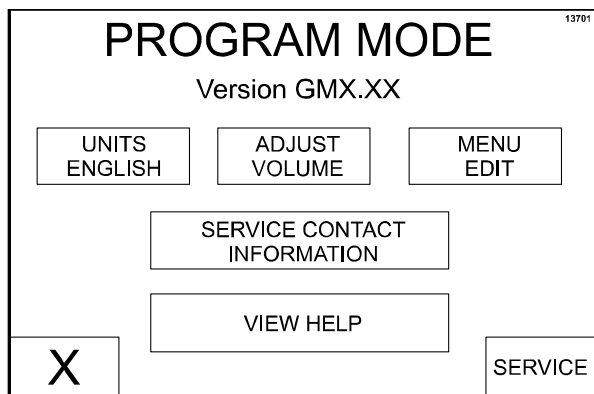 13701
PROGRAM MODE
Version GMX.XX
UNITS
ENGLISH
ADJUST
VOLUME
MENU
EDIT
SERVICE CONTACT
INFORMATION
VIEW HELP
X
SERVICE